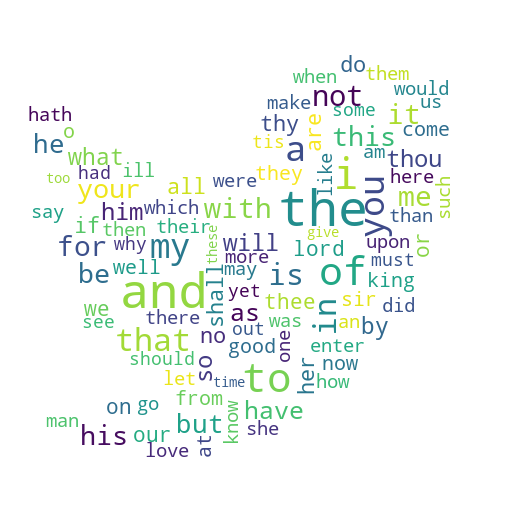 do
when
them
make
not
would
us
hath
o
thy
some
it
come
he
what
tis
are
this
a
am
thou
had
ill
all
they
like
i
here
too
your
were
you
me
such
say
him
which
with
the
than
if
then
their
these
give
upon
or
for
why
my
will
more
lord
of
must
be
well
shall
may
is
in
king
and
yet
thee
sir
did
we
there
as
was
an
by
see
that
no
out
one
should
so
good
her
enter
now
let
time
to
how
on
go
from
know
have
man
his
our
but
at
she
love